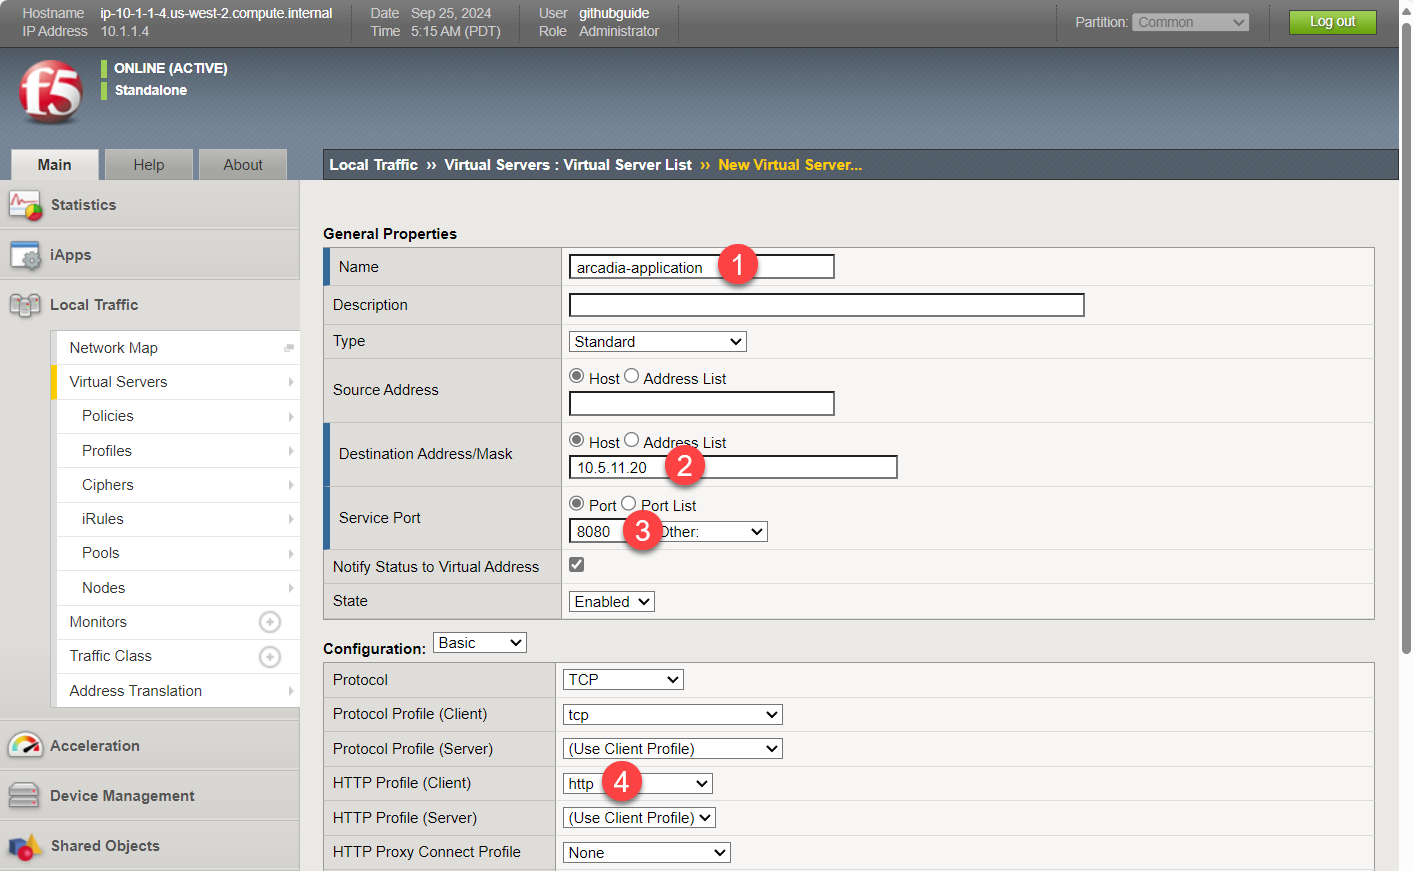 Hostname ip-10-1-1-4.us-west-2.compute.internal Date Sep 25, 2024 User githubguide Partition: Common Log out
IP Address 10.1.1.4 Time 5:15 AM (PDT) Role Administrator
f5
ONLINE (ACTIVE)
Standalone
Main Help About
Local Traffic ›› Virtual Servers : Virtual Server List ›› New Virtual Server...
Statistics
iApps
Local Traffic
Network Map
Virtual Servers
Policies
Profiles
Ciphers
iRules
Pools
Nodes
Monitors
Traffic Class
Address Translation
Acceleration
Device Management
Shared Objects
General Properties
Name arcadia-application 1
Description
Type Standard
Source Address Host Address List
Destination Address/Mask Host Address List
10.5.11.20 2
Service Port Port Port List
8080 3 Other:
Notify Status to Virtual Address
State Enabled
Configuration: Basic
Protocol TCP
Protocol Profile (Client) tcp
Protocol Profile (Server) (Use Client Profile)
HTTP Profile (Client) http 4
HTTP Profile (Server) (Use Client Profile)
HTTP Proxy Connect Profile None